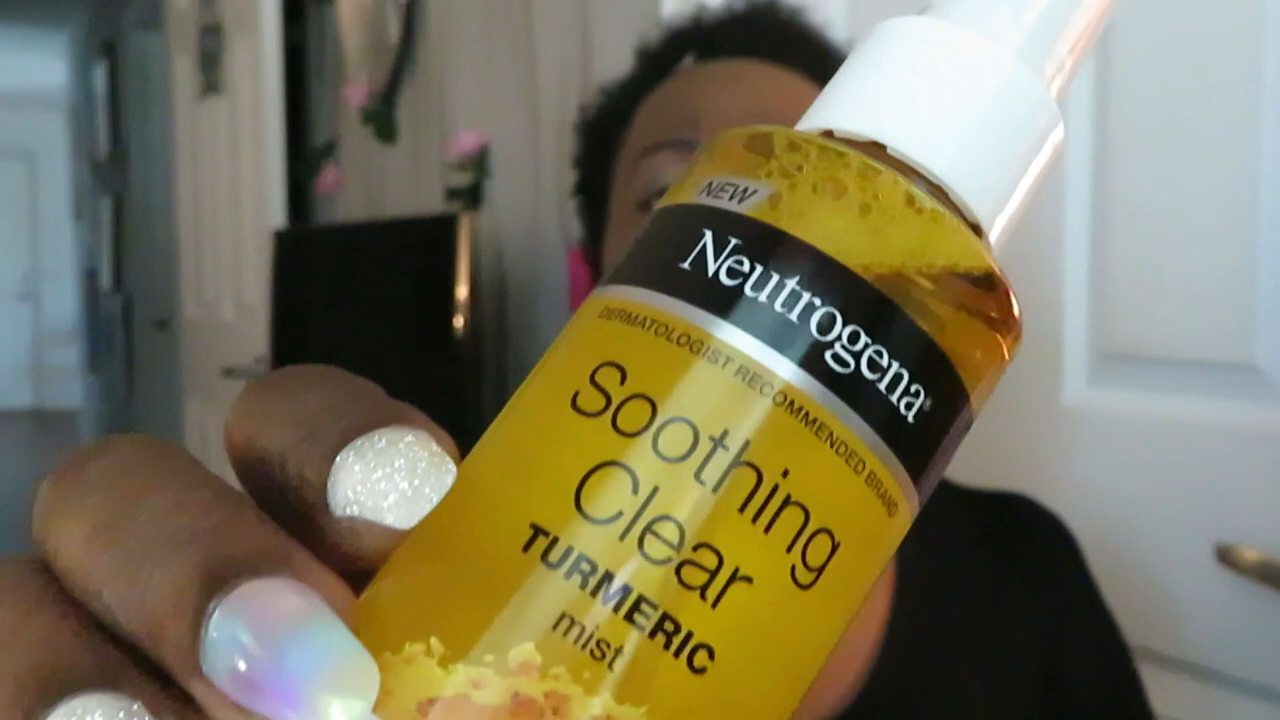 NEW
Neutrogena®
DERMATOLOGIST RECOMMENDED BRAND
Soothing
Clear
TURMERIC
mist